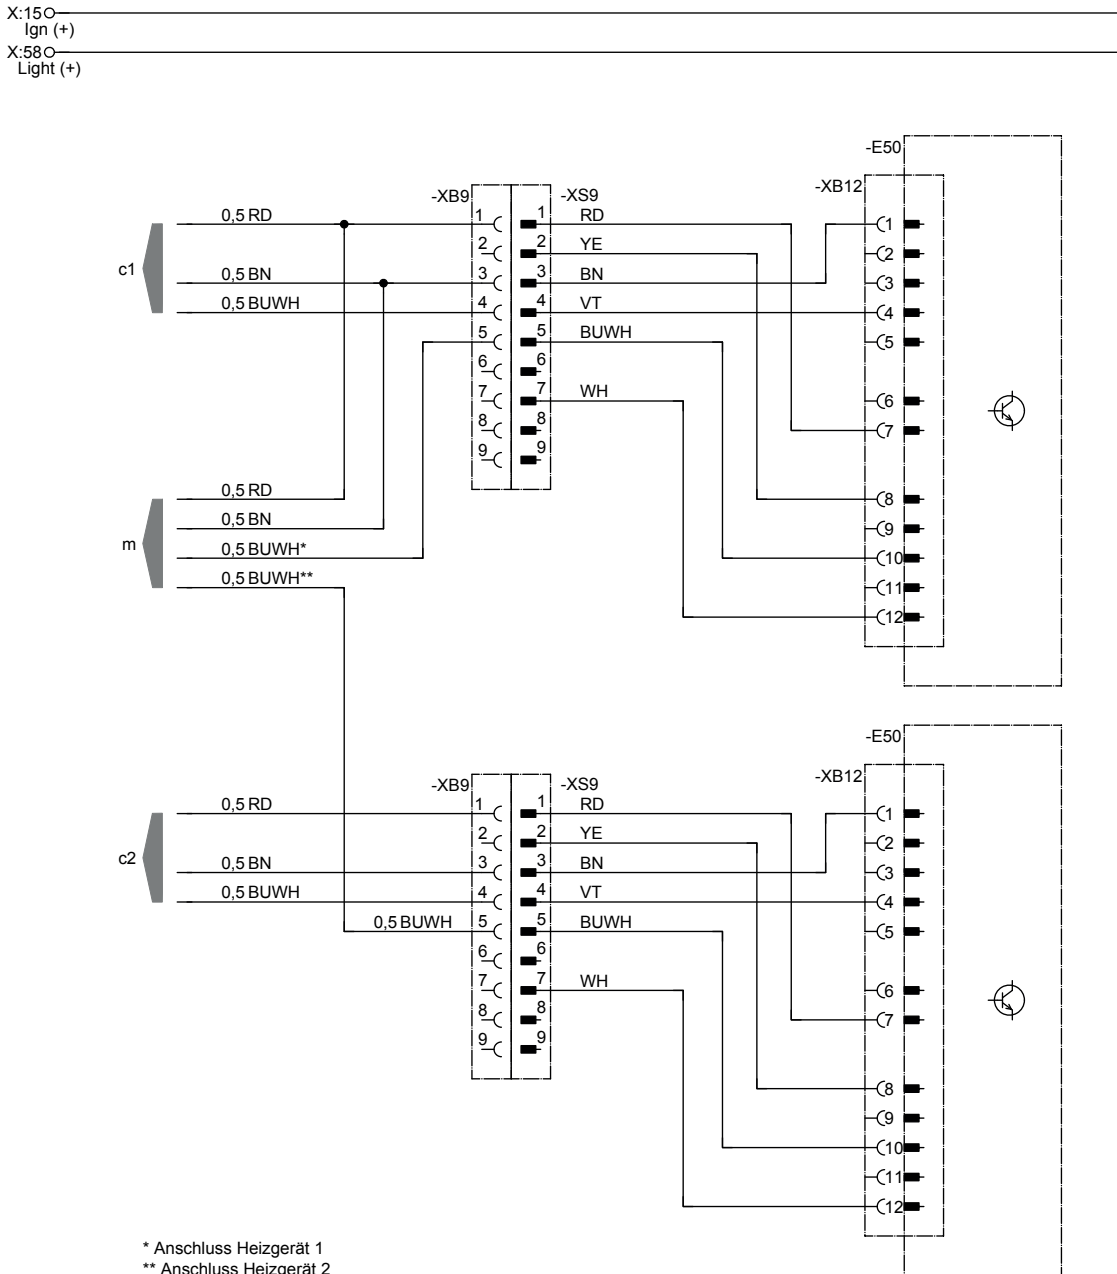 X:15
Ign (+)
X:58
Light (+)
-E50
-XB12
-XB9
-XS9
c1
0,5 RD
0,5 BN
0,5 BUWH
1
2
3
4
5
6
7
8
9
1
2
3
4
5
6
7
8
9
RD
YE
BN
VT
BUWH
WH
1
2
3
4
5
6
7
8
9
10
11
12
m
0,5 RD
0,5 BN
0,5 BUWH*
0,5 BUWH**
-E50
-XB12
-XB9
-XS9
c2
0,5 RD
0,5 BN
0,5 BUWH
0,5 BUWH
1
2
3
4
5
6
7
8
9
1
2
3
4
5
6
7
8
9
RD
YE
BN
VT
BUWH
WH
1
2
3
4
5
6
7
8
9
10
11
12
* Anschluss Heizgerät 1
** Anschluss Heizgerät 2